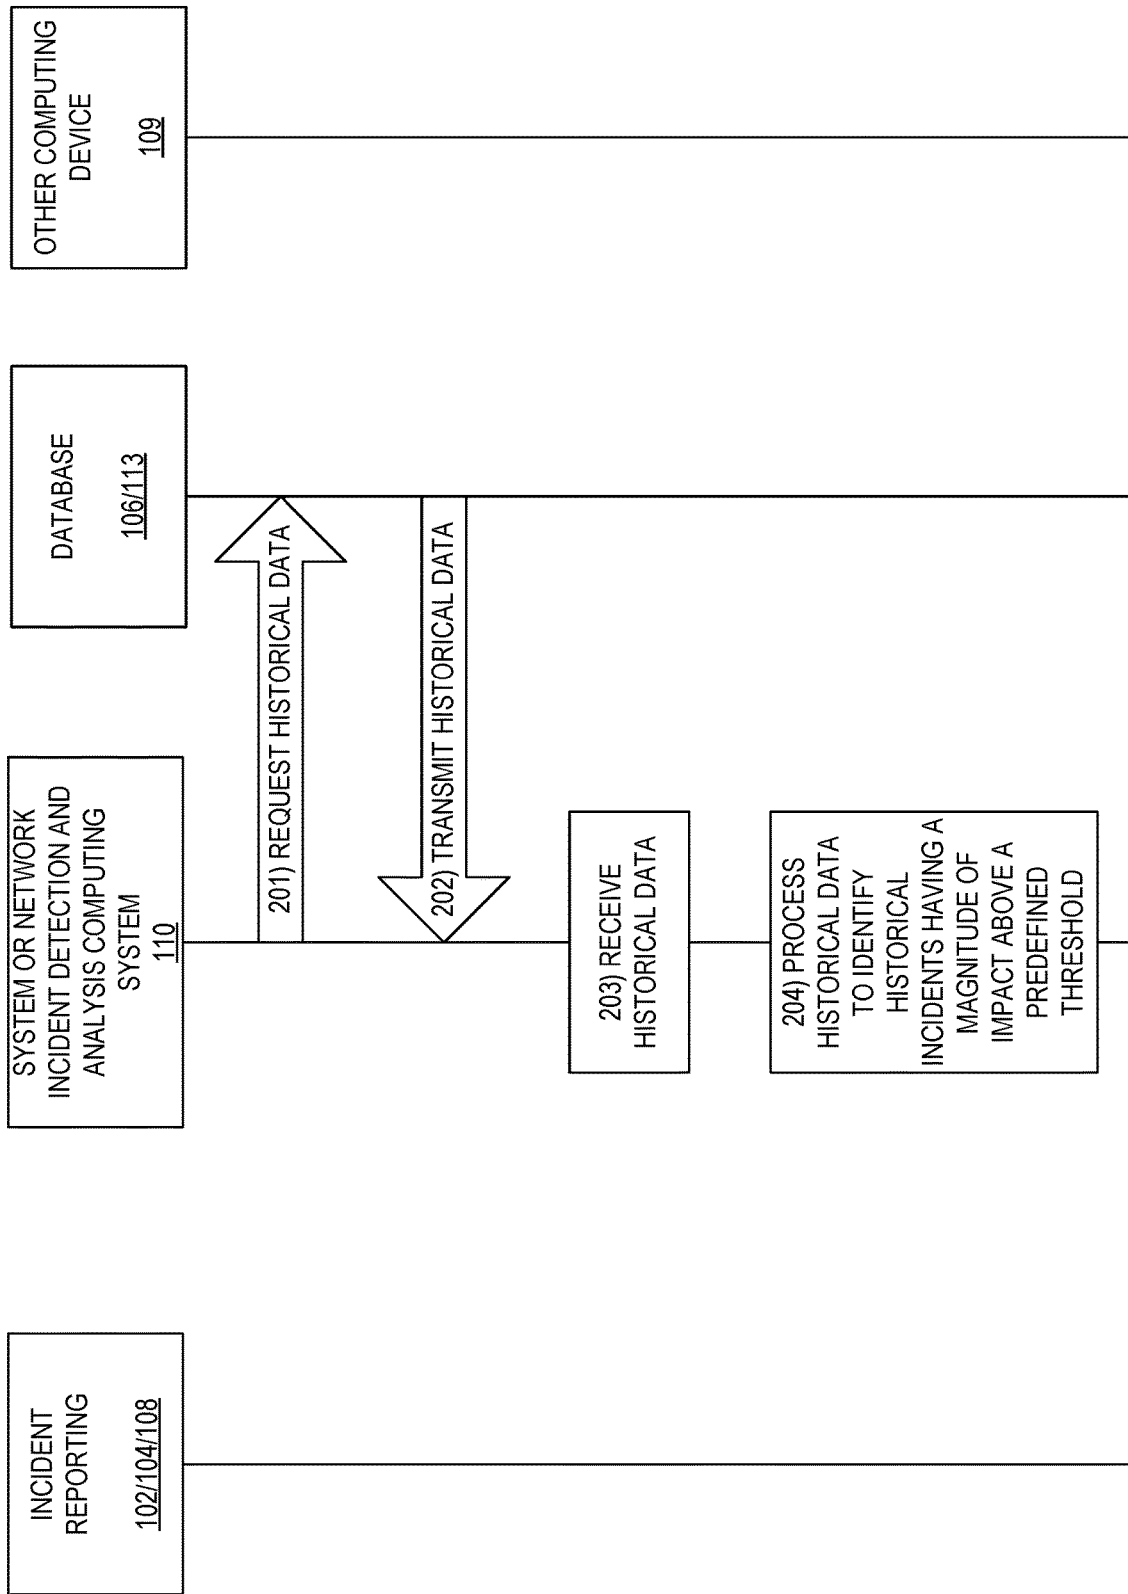 INCIDENT
REPORTING
102/104/108
SYSTEM OR NETWORK
INCIDENT DETECTION AND
ANALYSIS COMPUTING
SYSTEM
110
DATABASE
106/113
OTHER COMPUTING
DEVICE
109
201) REQUEST HISTORICAL DATA
202) TRANSMIT HISTORICAL DATA
203) RECEIVE
HISTORICAL DATA
204) PROCESS
HISTORICAL DATA
TO IDENTIFY
HISTORICAL
INCIDENTS HAVING A
MAGNITUDE OF
IMPACT ABOVE A
PREDEFINED
THRESHOLD